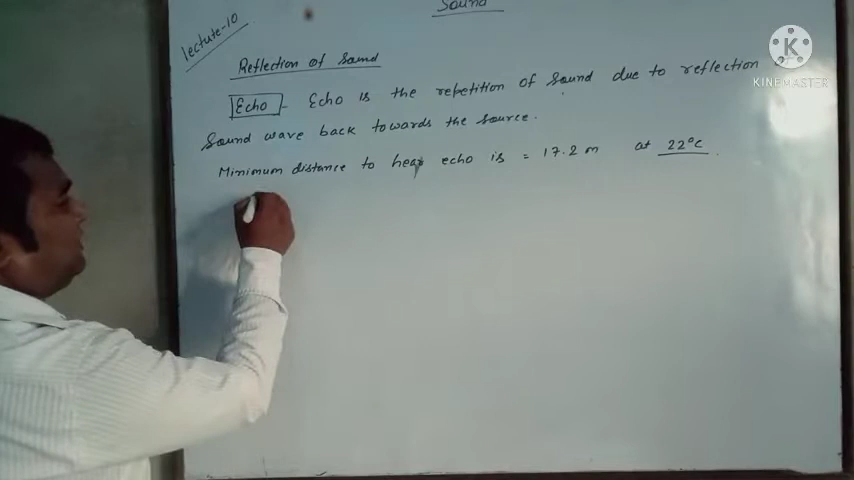 Sound
lectute-10
Reflection of Sound
Echo - Echo is the repetition of Sound due to reflection
Sound wave back towards the source.
Minimum distance to hear echo is = 17.2 m at 22°C.
K
KINEMASTER